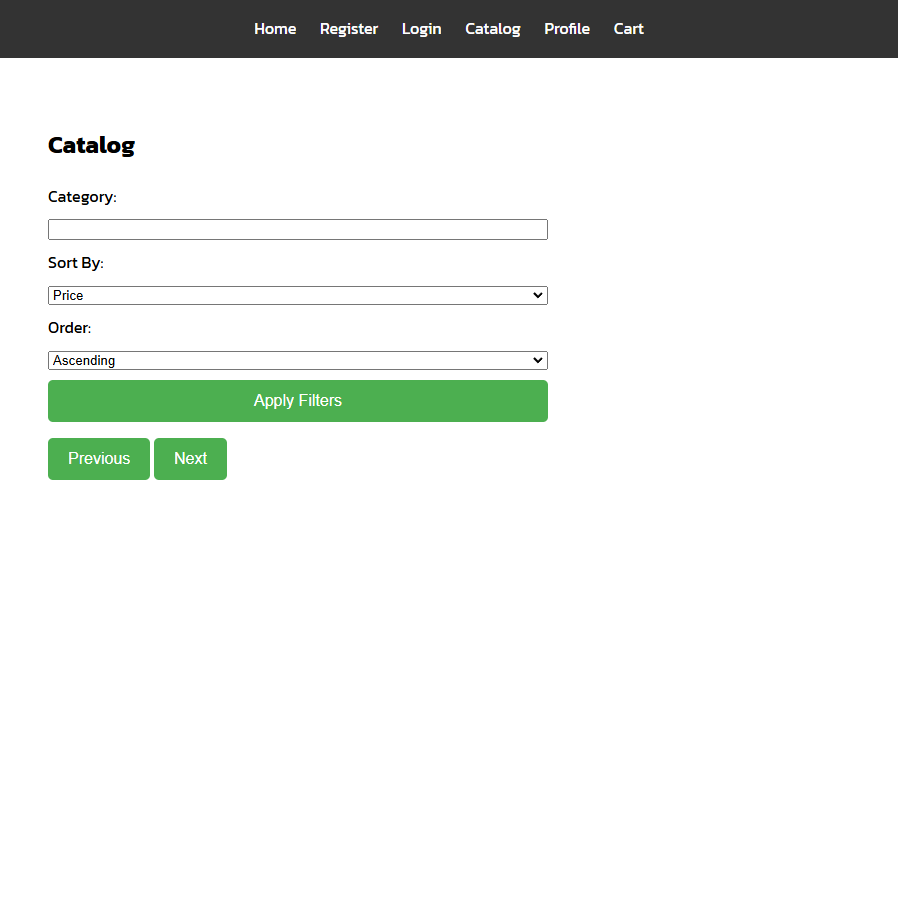 Home Register Login Catalog Profile Cart
Catalog
Category:
Sort By:
Price
Order:
Ascending
Apply Filters
Previous Next